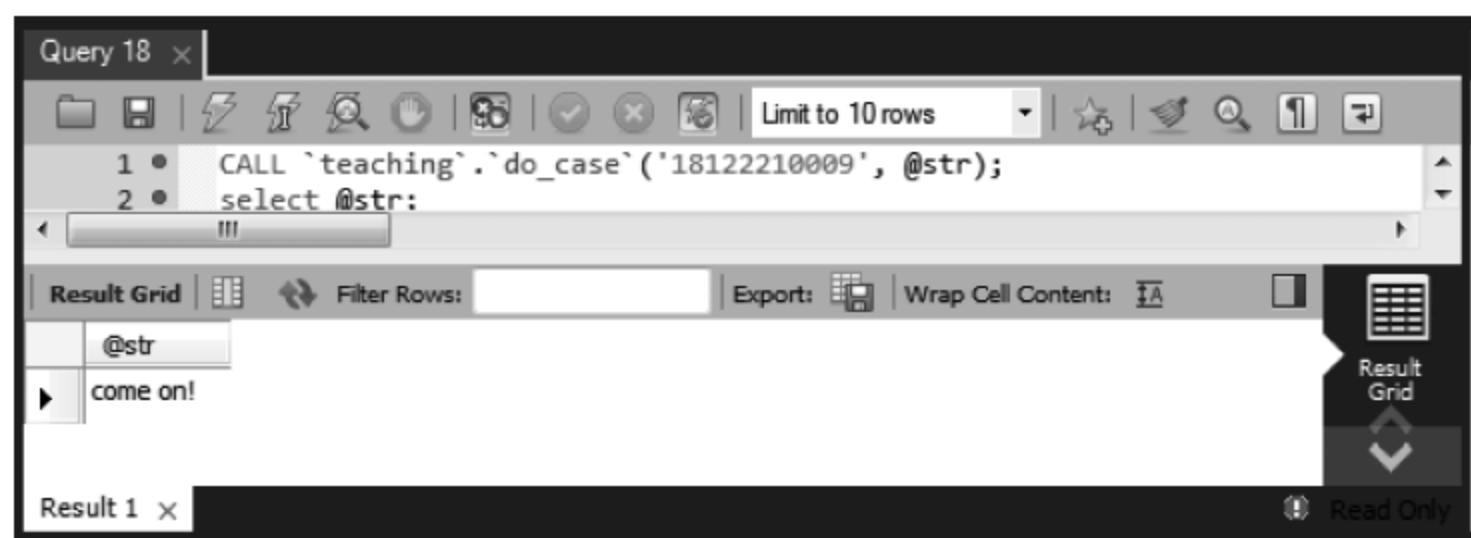 Query 18
Limit to 10 rows
1 CALL `teaching`.`do_case`('18122210009', @str);
2 select @str:
Result Grid Filter Rows: Export: Wrap Cell Content: IA
@str
come on!
Result
Grid
Result 1 Read Only